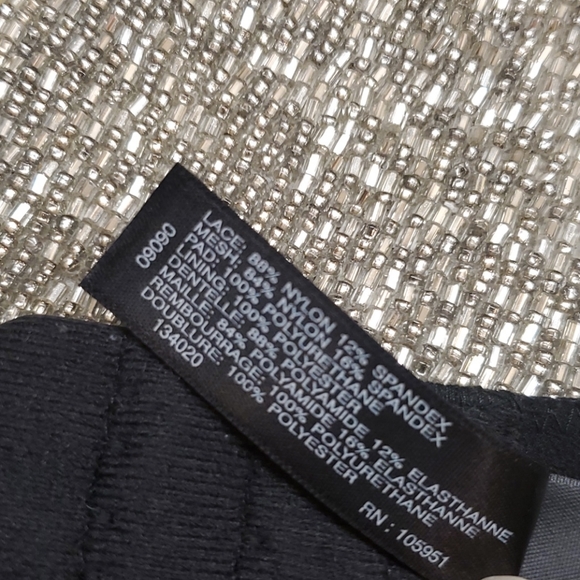 LACE: 88% NYLON 12% SPANDEX
MESH: 84% NYLON 16% SPANDEX
PAD: 100% POLYURETHANE
LINING: 100% POLYESTER
DENTELLE: 88% POLYAMIDE 12% ELASTHANNE
MAILLE: 84% POLYAMIDE 16% ELASTHANNE
REMBOURRAGE: 100% POLYURETHANE
DOUBLURE: 100% POLYESTER
134020
09090
RN : 105951